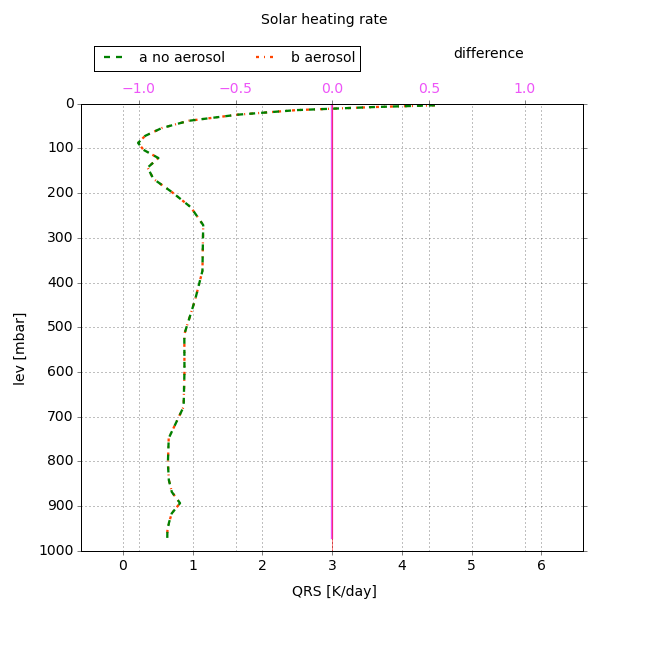 Solar heating rate
a no aerosol b aerosol difference
−1.0 −0.5 0.0 0.5 1.0
0
100
200
300
400
500
600
700
800
900
1000
lev [mbar]
0 1 2 3 4 5 6
QRS [K/day]